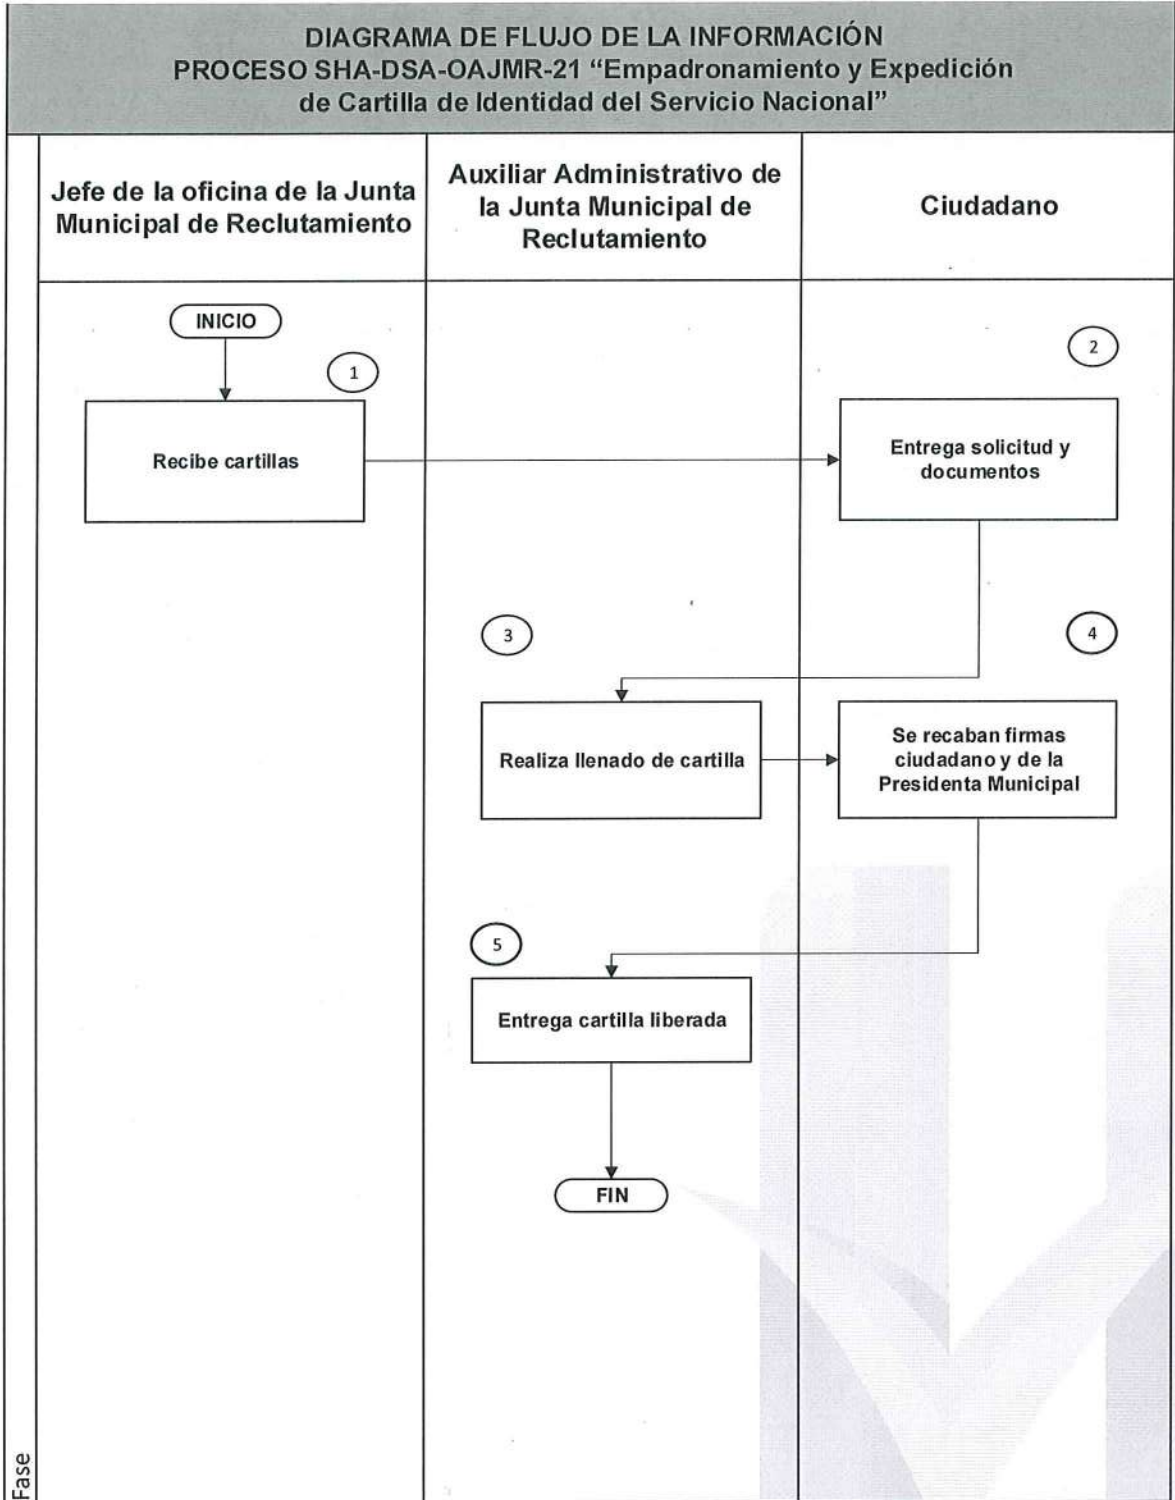 DIAGRAMA DE FLUJO DE LA INFORMACIÓN
PROCESO SHA-DSA-OAJMR-21 “Empadronamiento y Expedición
de Cartilla de Identidad del Servicio Nacional”
Jefe de la oficina de la Junta
Municipal de Reclutamiento
Auxiliar Administrativo de
la Junta Municipal de
Reclutamiento
Ciudadano
INICIO
1
Recibe cartillas
2
Entrega solicitud y
documentos
3
Realiza llenado de cartilla
4
Se recaban firmas
ciudadano y de la
Presidenta Municipal
5
Entrega cartilla liberada
FIN
Fase